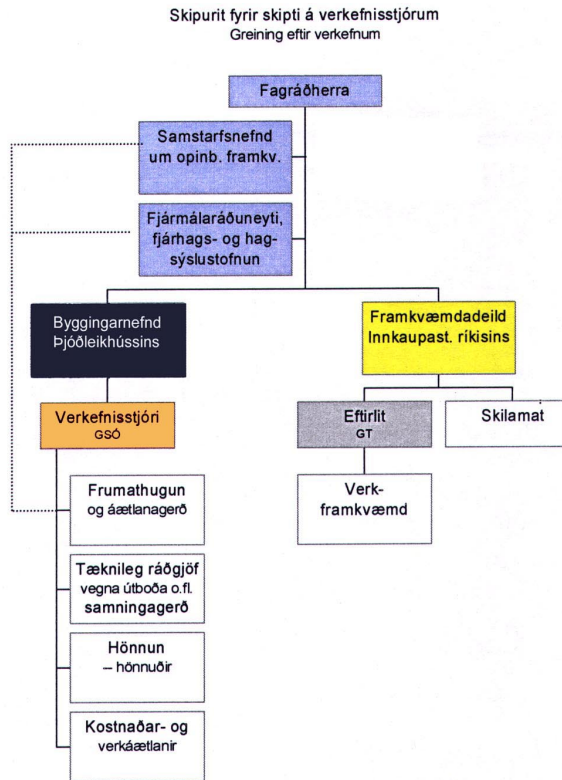 Skipurit fyrir skipti á verkefnisstjórum
Greining eftir verkefnum
Fagráðherra
Samstarfsnefnd
um opinb. framkv.
Fjármálaráðuneyti,
fjárhags- og hag-
sýslustofnun
Byggingarnefnd
Þjóðleikhússins
Framkvæmdadeild
Innkaupast. ríkisins
Verkefnisstjóri
GSÓ
Eftirlit
GT
Skilamat
Frumathugun
og áætlanagerð
Verk-
framkvæmd
Tæknileg ráðgjöf
vegna útboða o.fl.
samningagerð
Hönnun
– hönnuðir
Kostnaðar- og
verkáætlanir